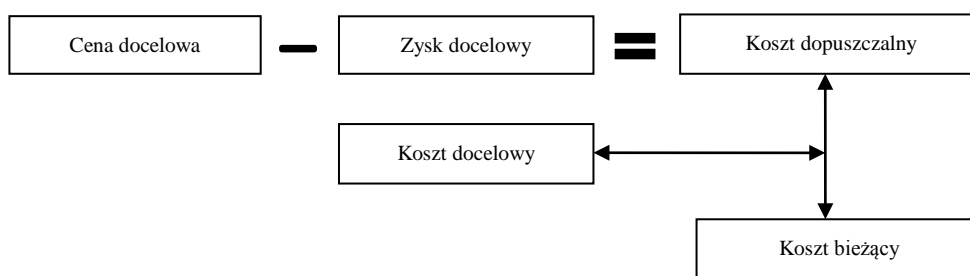 Cena docelowa
Zysk docelowy
Koszt dopuszczalny
Koszt docelowy
Koszt bieżący